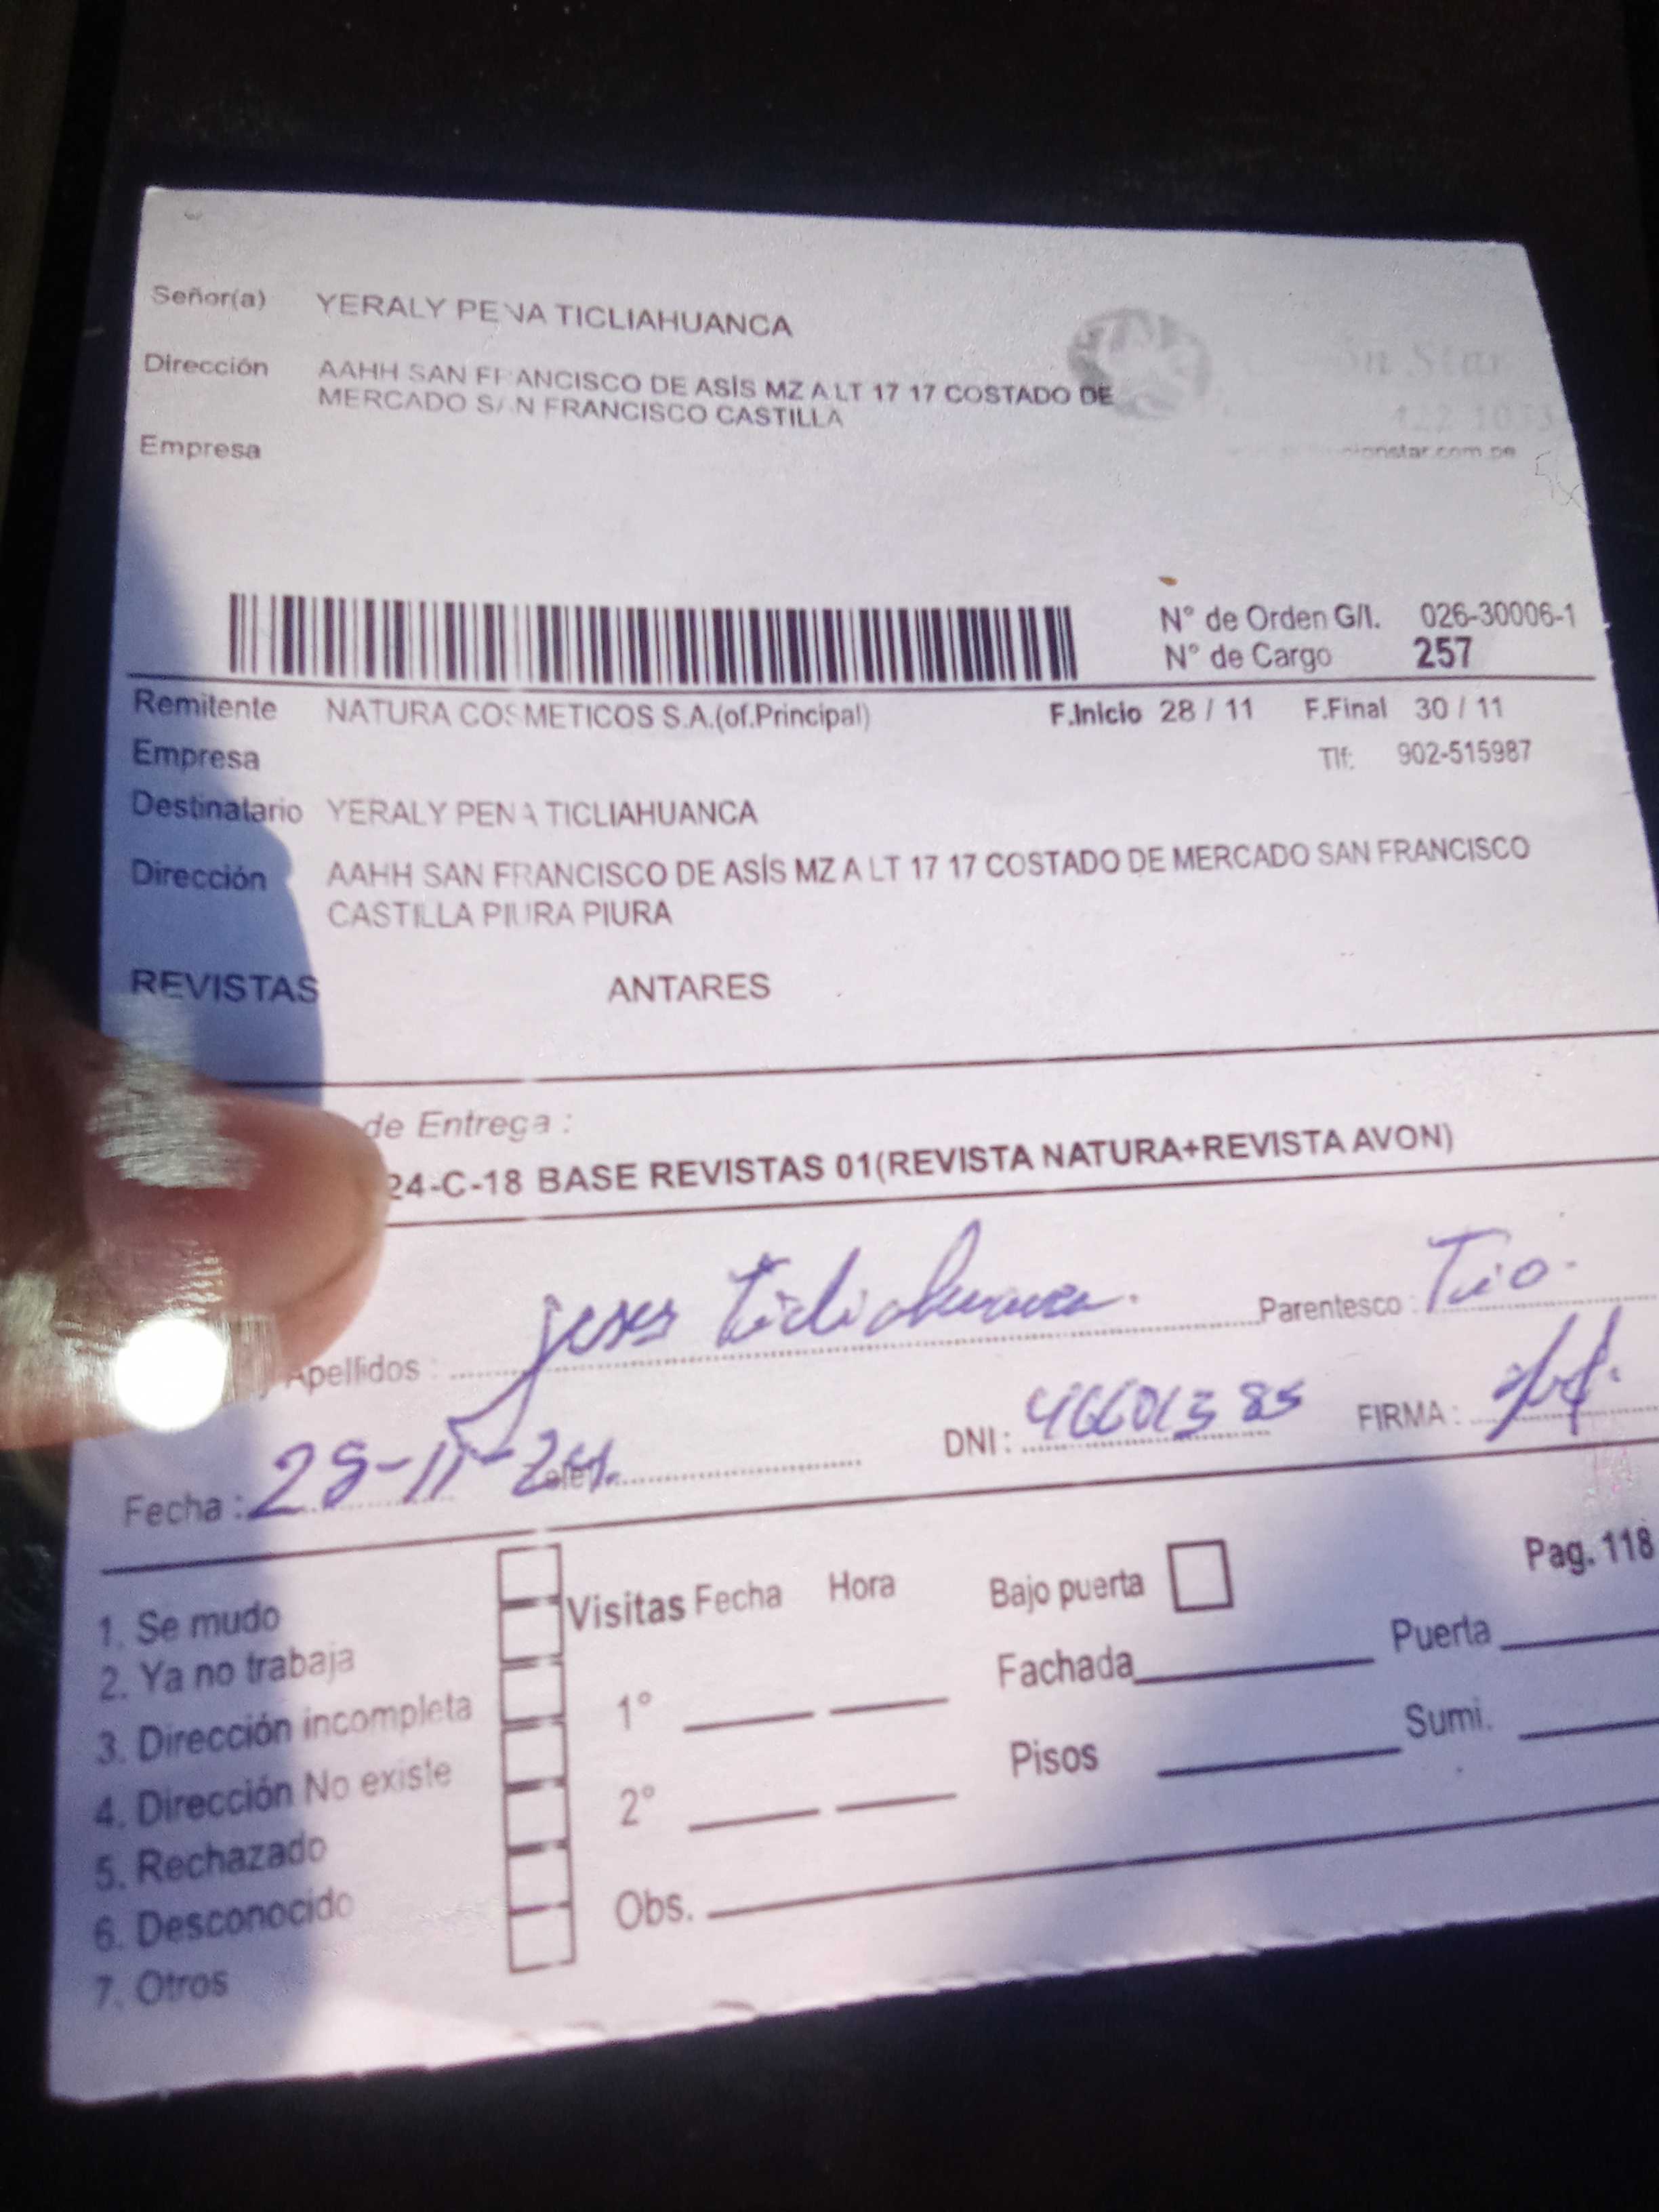 Señor(a) YERALY PENA TICLIAHUANCA
Dirección AAHH SAN FRANCISCO DE ASÍS MZ A LT 17 17 COSTADO DE
MERCADO SAN FRANCISCO CASTILLA
Empresa
Star
N° de Orden G/I. 026-30006-1
N° de Cargo 257
Remitente NATURA COSMETICOS S.A.(of.Principal) F.Inicio 28 / 11 F.Final 30 / 11
Empresa Tlf: 902-515987
Destinatario YERALY PENA TICLIAHUANCA
Dirección AAHH SAN FRANCISCO DE ASÍS MZ A LT 17 17 COSTADO DE MERCADO SAN FRANCISCO
CASTILLA PIURA PIURA
REVISTAS ANTARES
de Entrega :
24-C-18 BASE REVISTAS 01(REVISTA NATURA+REVISTA AVON)
Apellidos : Ticliahuanca Parentesco : Tio.
Fecha : DNI : FIRMA :
Pag. 118
1. Se mudo
2. Ya no trabaja
3. Dirección incompleta
4. Dirección No existe
5. Rechazado
6. Desconocido
7. Otros
Visitas Fecha Hora
1°
2°
Obs.
Bajo puerta
Fachada Puerta
Pisos Sumi.